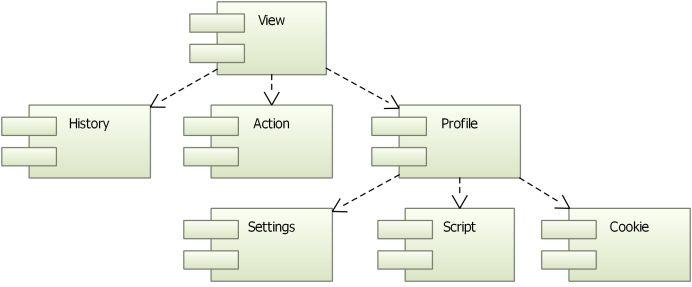 View
History
Action
Profile
Settings
Script
Cookie